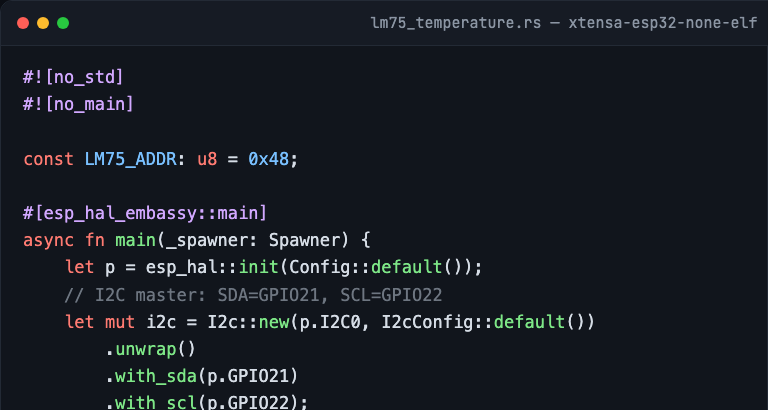 lm75_temperature.rs — xtensa-esp32-none-elf
#![no_std]
#![no_main]
const LM75_ADDR: u8 = 0x48;
#[esp_hal_embassy::main]
async fn main(_spawner: Spawner) {
    let p = esp_hal::init(Config::default());
    // I2C master: SDA=GPIO21, SCL=GPIO22
    let mut i2c = I2c::new(p.I2C0, I2cConfig::default())
        .unwrap()
        .with_sda(p.GPIO21)
        .with_scl(p.GPIO22);